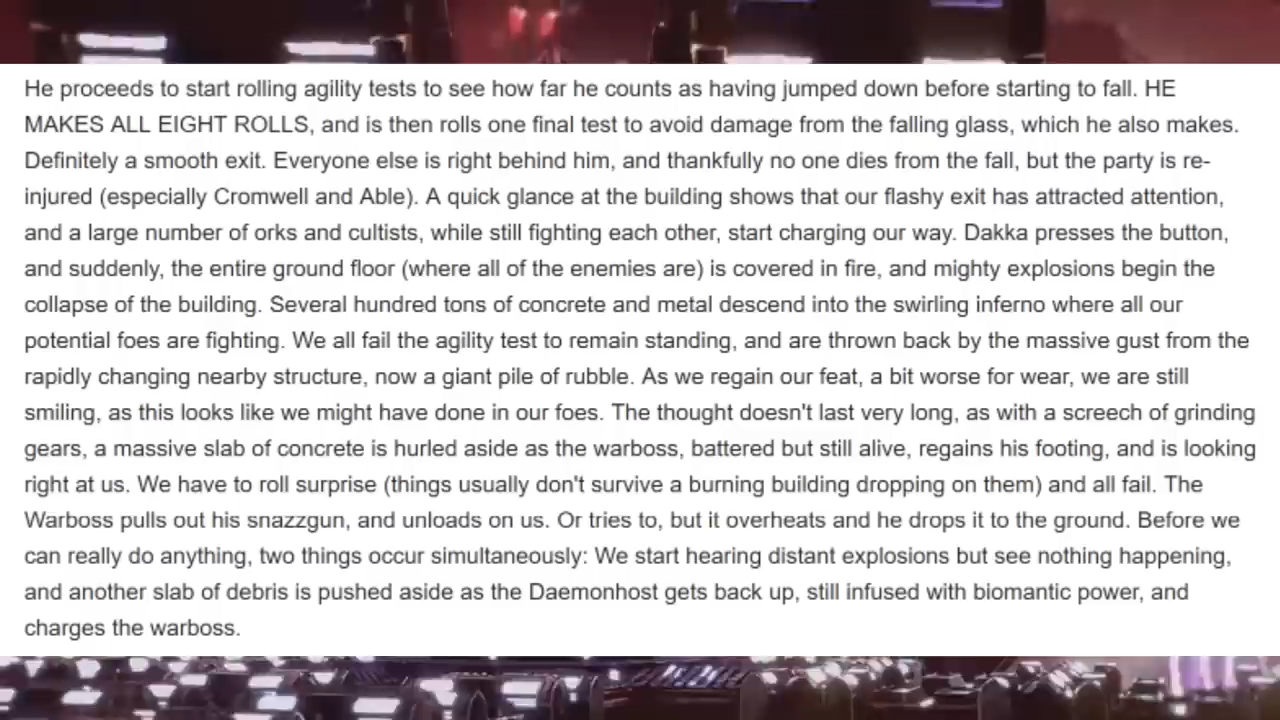 He proceeds to start rolling agility tests to see how far he counts as having jumped down before starting to fall. HE
MAKES ALL EIGHT ROLLS, and is then rolls one final test to avoid damage from the falling glass, which he also makes.
Definitely a smooth exit. Everyone else is right behind him, and thankfully no one dies from the fall, but the party is re-
injured (especially Cromwell and Able). A quick glance at the building shows that our flashy exit has attracted attention,
and a large number of orks and cultists, while still fighting each other, start charging our way. Dakka presses the button,
and suddenly, the entire ground floor (where all of the enemies are) is covered in fire, and mighty explosions begin the
collapse of the building. Several hundred tons of concrete and metal descend into the swirling inferno where all our
potential foes are fighting. We all fail the agility test to remain standing, and are thrown back by the massive gust from the
rapidly changing nearby structure, now a giant pile of rubble. As we regain our feat, a bit worse for wear, we are still
smiling, as this looks like we might have done in our foes. The thought doesn't last very long, as with a screech of grinding
gears, a massive slab of concrete is hurled aside as the warboss, battered but still alive, regains his footing, and is looking
right at us. We have to roll surprise (things usually don't survive a burning building dropping on them) and all fail. The
Warboss pulls out his snazzgun, and unloads on us. Or tries to, but it overheats and he drops it to the ground. Before we
can really do anything, two things occur simultaneously: We start hearing distant explosions but see nothing happening,
and another slab of debris is pushed aside as the Daemonhost gets back up, still infused with biomantic power, and
charges the warboss.